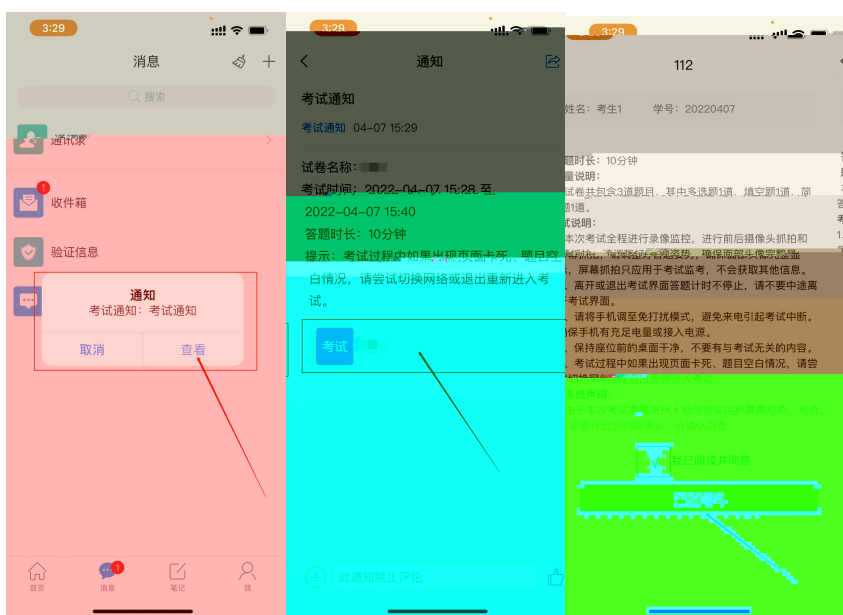 3:29
消息
搜索
通讯录
1
收件箱
验证信息
通知
考试通知：考试通知
取消
查看
首页
消息
1
笔记
我
3:29
通知
考试通知
考试通知 04-07 15:29
试卷名称：
考试时间：2022-04-07 15:28 至
2022-04-07 15:40
答题时长：10分钟
提示：考试过程中如果出现页面卡死、题目空
白情况，请尝试切换网络或退出重新进入考
试。
考试
此通知禁止评论
3:29
112
姓名：考生1 学号：20220407
题时长：10分钟
量说明：
试卷共包含3道题目，其中多选题1道，填空题1道，简
题1道。
试说明：
本次考试全程进行录像监控，进行前后摄像头抓拍和
屏幕抓拍只应用于考试监考，不会获取其他信息。
、离开或退出考试界面答题计时不停止，请不要中途离
考试界面。
请将手机调至免打扰模式，避免来电引起考试中断。
保手机有充足电量或接入电源。
、保持座位前的桌面干净，不要有与考试无关的内容。
、考试过程中如果出现页面卡死、题目空白情况，请尝
系统声明：
我已阅读并同意